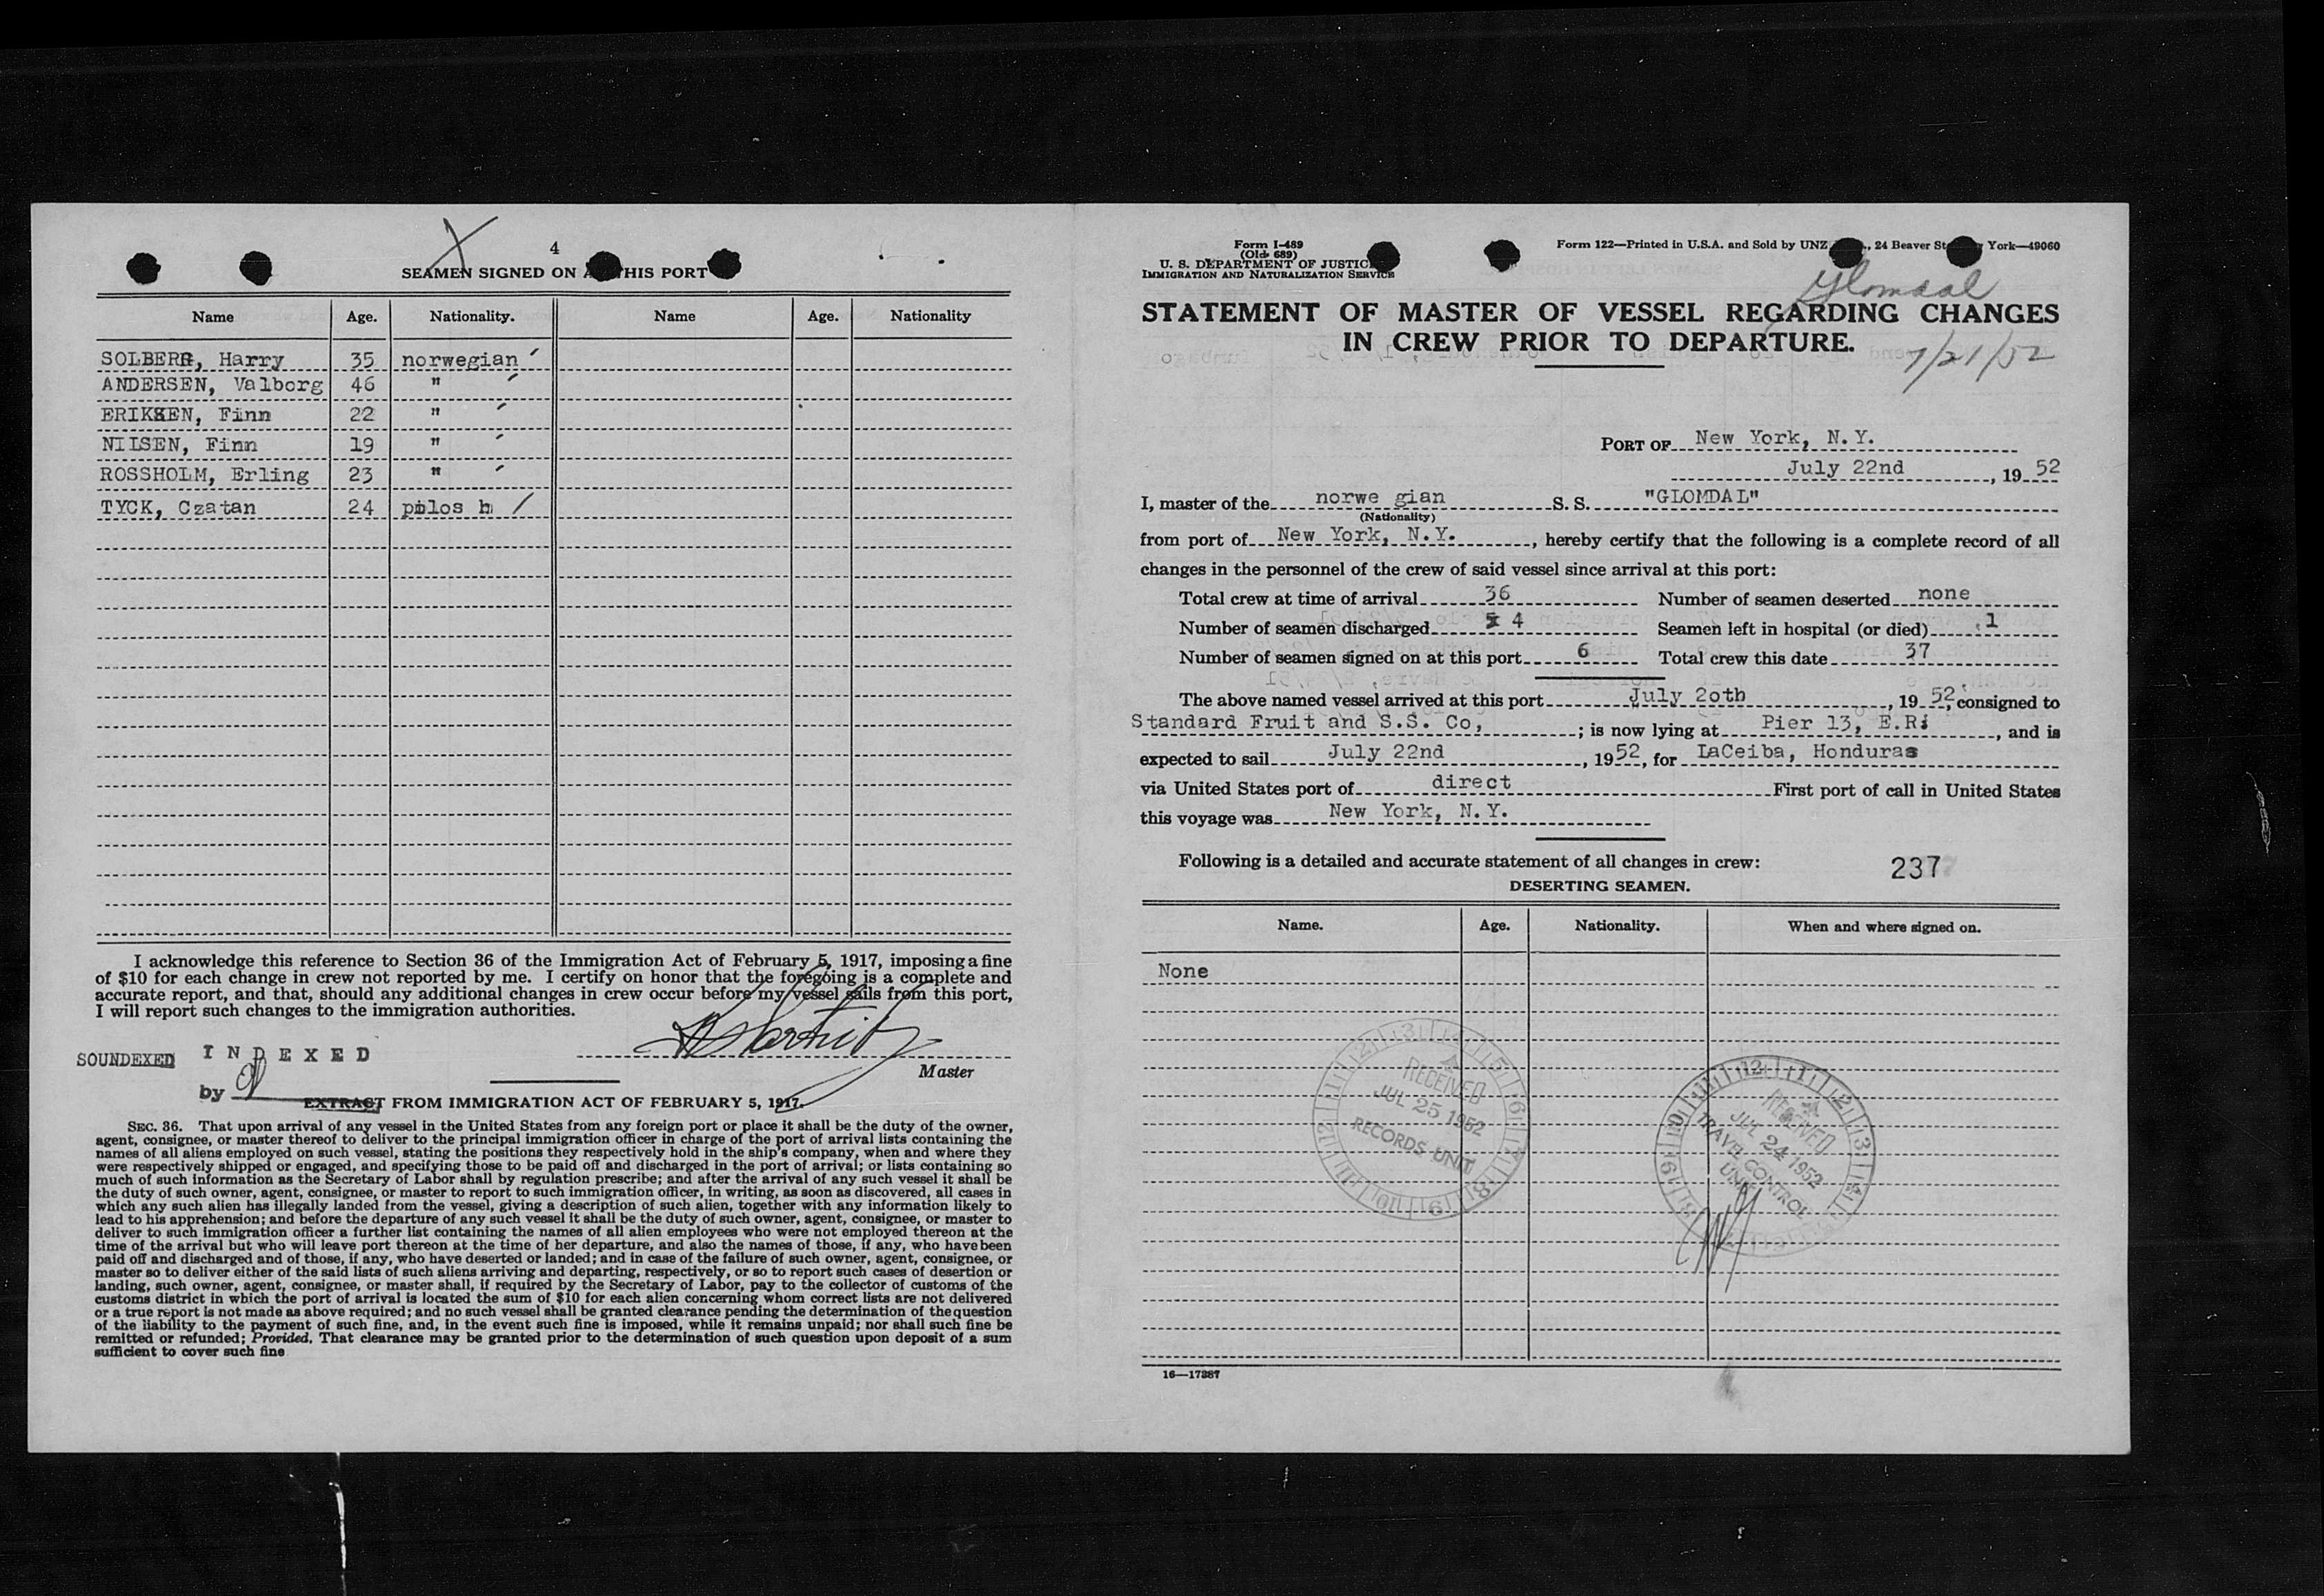 4
SEAMEN SIGNED ON THIS PORT
Name Age. Nationality. Name Age. Nationality
SOLBERG, Harry 35 norwegian
ANDERSEN, Valborg 46 "
ERIKSEN, Finn 22 "
NILSEN, Finn 19 "
ROSSHOLM, Erling 23 "
TYCK, Czatan 24 polos h
I acknowledge this reference to Section 36 of the Immigration Act of February 5, 1917, imposing a fine
of $10 for each change in crew not reported by me. I certify on honor that the foregoing is a complete and
accurate report, and that, should any additional changes in crew occur before my vessel sails from this port,
I will report such changes to the immigration authorities.
SOUNDEXED INDEXED
Master
by
EXTRACT FROM IMMIGRATION ACT OF FEBRUARY 5, 1917.
SEC. 36. That upon arrival of any vessel in the United States from any foreign port or place it shall be the duty of the owner,
agent, consignee, or master thereof to deliver to the principal immigration officer in charge of the port of arrival lists containing the
names of all aliens employed on such vessel, stating the positions they respectively hold in the ship's company, when and where they
were respectively shipped or engaged, and specifying those to be paid off and discharged in the port of arrival; or lists containing so
much of such information as the Secretary of Labor shall by regulation prescribe; and after the arrival of any such vessel it shall be
the duty of such owner, agent, consignee, or master to report to such immigration officer, in writing, as soon as discovered, all cases in
which any such alien has illegally landed from the vessel, giving a description of such alien, together with any information likely to
lead to his apprehension; and before the departure of any such vessel it shall be the duty of such owner, agent, consignee, or master to
deliver to such immigration officer a further list containing the names of all alien employees who were not employed thereon at the
time of the arrival but who will leave port thereon at the time of her departure, and also the names of those, if any, who have been
paid off and discharged and of those, if any, who have deserted or landed; and in case of the failure of such owner, agent, consignee, or
master so to deliver either of the said lists of such aliens arriving and departing, respectively, or so to report such cases of desertion or
landing, such owner, agent, consignee, or master shall, if required by the Secretary of Labor, pay to the collector of customs of the
customs district in which the port of arrival is located the sum of $10 for each alien concerning whom correct lists are not delivered
or a true report is not made as above required; and no such vessel shall be granted clearance pending the determination of the question
of the liability to the payment of such fine, and, in the event such fine is imposed, while it remains unpaid; nor shall such fine be
remitted or refunded; Provided, That clearance may be granted prior to the determination of such question upon deposit of a sum
sufficient to cover such fine
Form I-489
(Old 689)
U. S. DEPARTMENT OF JUSTICE
IMMIGRATION AND NATURALIZATION SERVICE
Form 122—Printed in U.S.A. and Sold by UNZ 24 Beaver St York—49060
Glomdal
STATEMENT OF MASTER OF VESSEL REGARDING CHANGES
IN CREW PRIOR TO DEPARTURE.
7/21/52
PORT OF New York, N.Y.
July 22nd, 1952
I, master of the norwe gian S. S. "GLOMDAL"
(Nationality)
from port of New York, N.Y., hereby certify that the following is a complete record of all
changes in the personnel of the crew of said vessel since arrival at this port:
Total crew at time of arrival 36 Number of seamen deserted none
Number of seamen discharged 4 Seamen left in hospital (or died) 1
Number of seamen signed on at this port 6 Total crew this date 37
The above named vessel arrived at this port July 2oth, 1952, consigned to
Standard Fruit and S.S. Co, ; is now lying at Pier 13, E.R., and is
expected to sail July 22nd, 1952, for LaCeiba, Honduras
via United States port of direct First port of call in United States
this voyage was New York, N.Y.
Following is a detailed and accurate statement of all changes in crew:
237
DESERTING SEAMEN.
Name. Age. Nationality. When and where signed on.
None
RECEIVED
JUL 25 1952
RECORDS UNIT
RECEIVED
JUL 24 1952
TRAVEL CONTROL
UNIT
16—17387